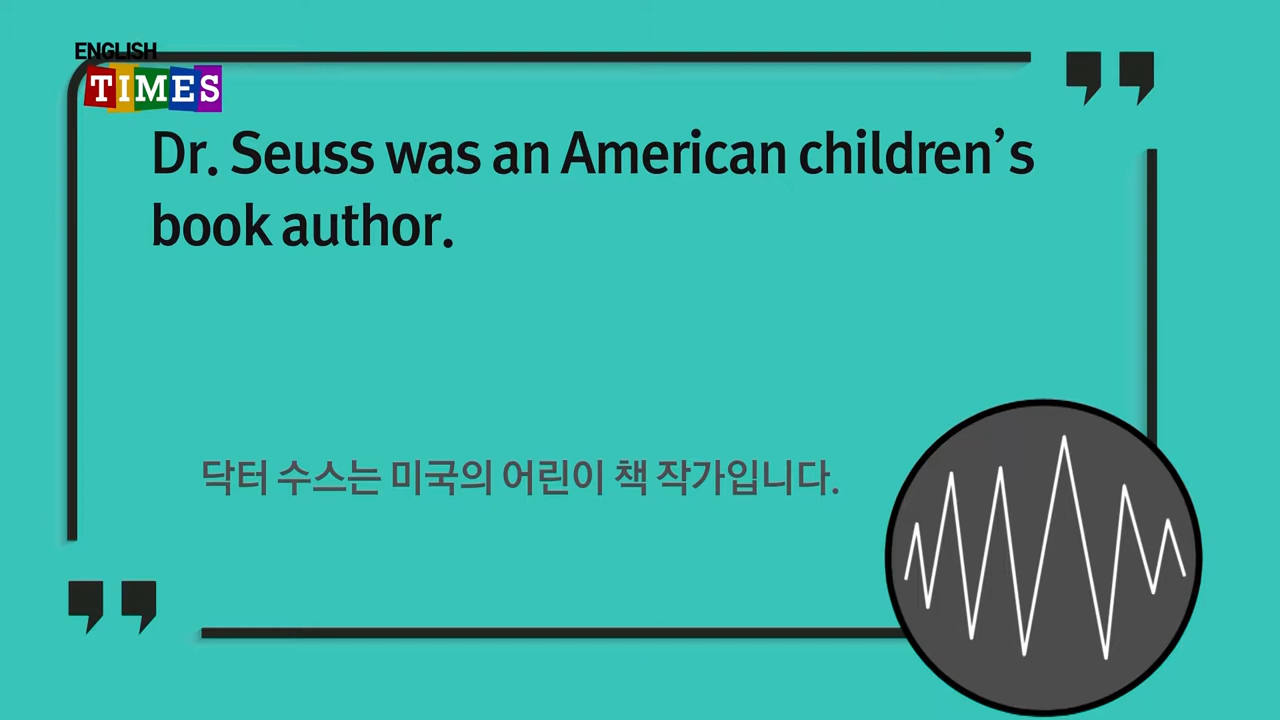 ENGLISH
TIMES
Dr. Seuss was an American children’s
book author.
닥터 수스는 미국의 어린이 책 작가입니다.